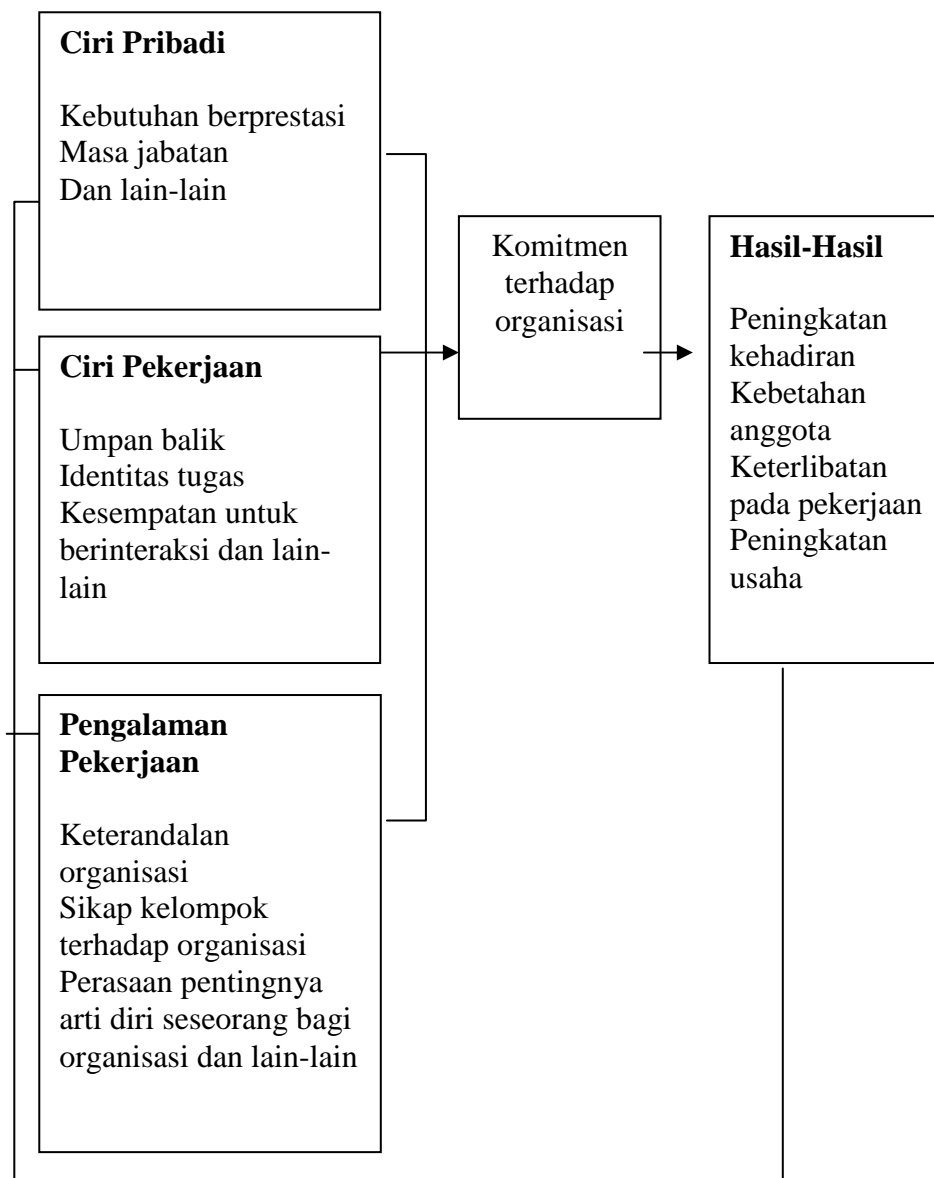 Ciri Pribadi
Kebutuhan berprestasi
Masa jabatan
Dan lain-lain
Ciri Pekerjaan
Umpan balik
Identitas tugas
Kesempatan untuk
berinteraksi dan lain-
lain
Pengalaman
Pekerjaan
Keterandalan
organisasi
Sikap kelompok
terhadap organisasi
Perasaan pentingnya
arti diri seseorang bagi
organisasi dan lain-lain
Komitmen
terhadap
organisasi
Hasil-Hasil
Peningkatan
kehadiran
Kebetahan
anggota
Keterlibatan
pada pekerjaan
Peningkatan
usaha